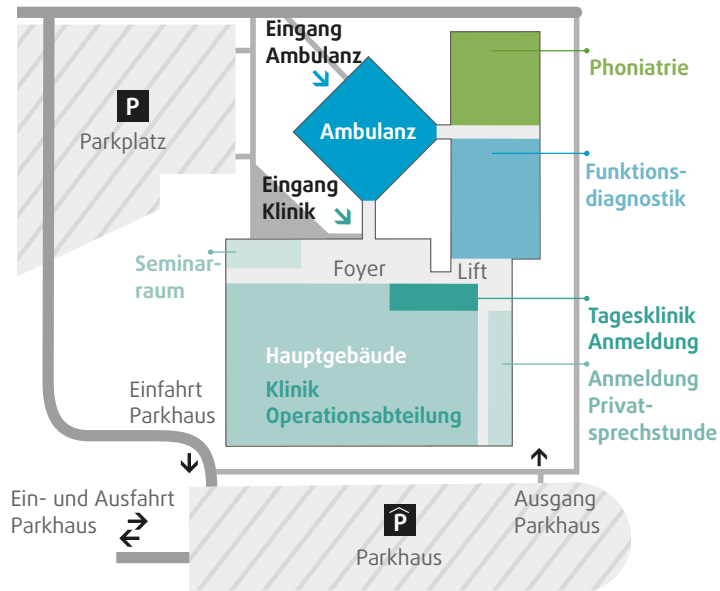 Eingang
Ambulanz
Phoniatrie
P
Ambulanz
Parkplatz
Funktions-
diagnostik
Eingang
Klinik
Seminar-
raum
Foyer
Lift
Tagesklinik
Anmeldung
Hauptgebäude
Klinik
Operationsabteilung
Anmeldung
Privat-
sprechstunde
Einfahrt
Parkhaus
Ein- und Ausfahrt
Parkhaus
P
Parkhaus
Ausgang
Parkhaus